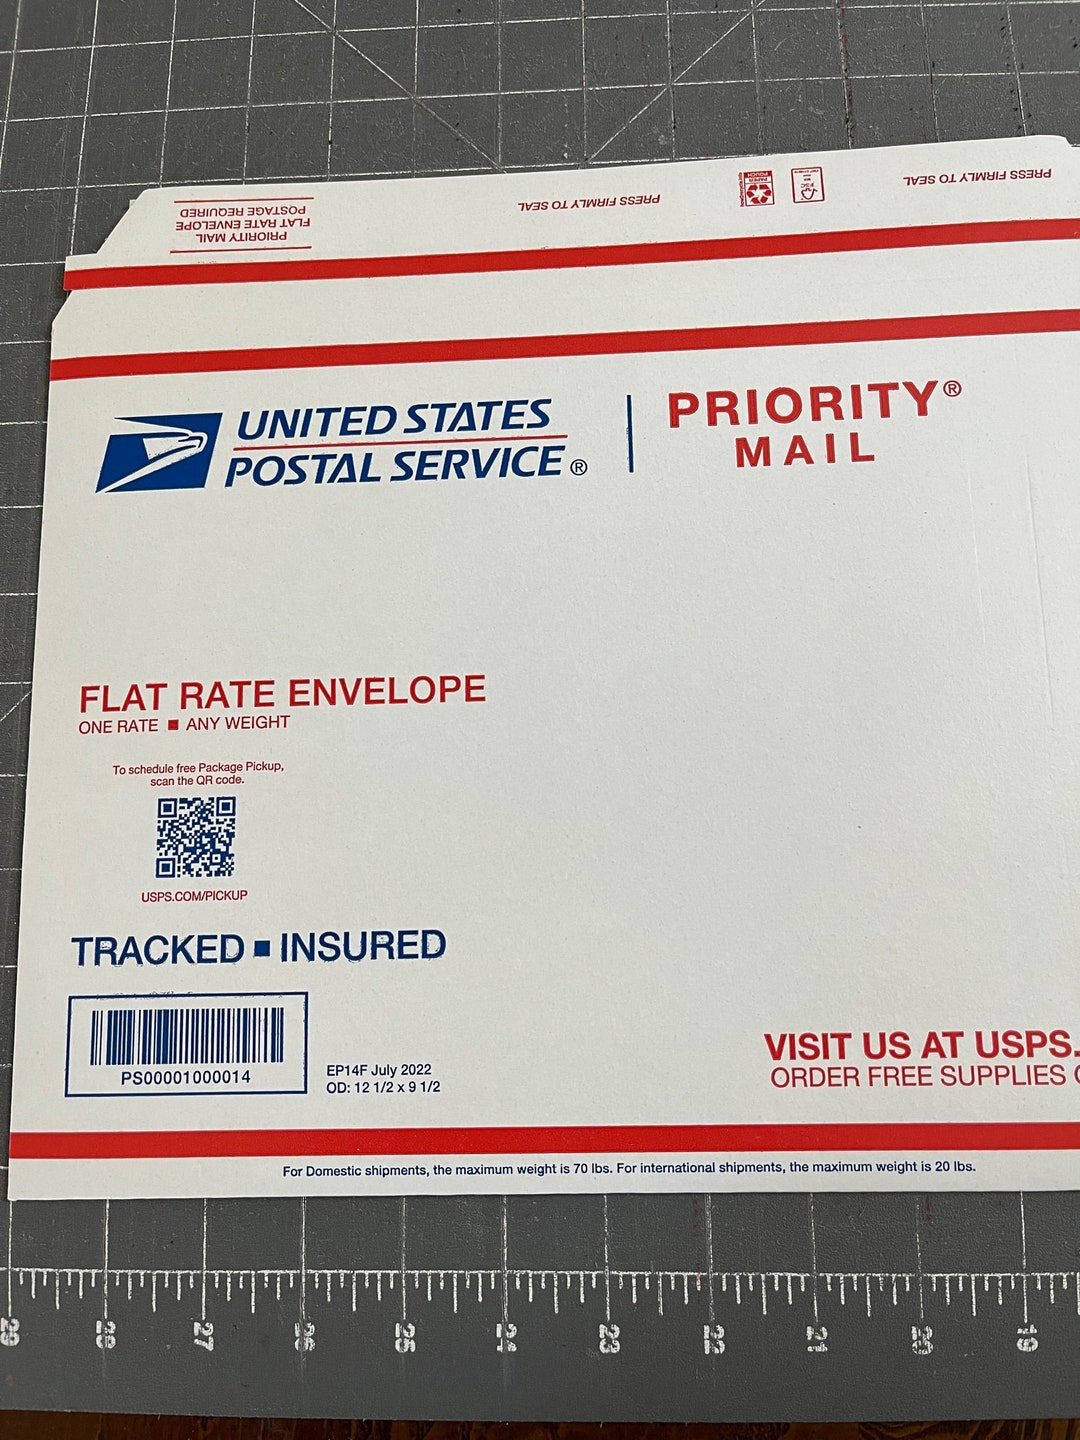 PRIORITY MAIL
FLAT RATE ENVELOPE
POSTAGE REQUIRED
PRESS FIRMLY TO SEAL
PAPER
POUCH
FSC
PRESS FIRMLY TO SEAL
UNITED STATES
POSTAL SERVICE®
PRIORITY®
MAIL
FLAT RATE ENVELOPE
ONE RATE ■ ANY WEIGHT
To schedule free Package Pickup,
scan the QR code.
USPS.COM/PICKUP
TRACKED ■ INSURED
PS00001000014
EP14F July 2022
OD: 12 1/2 x 9 1/2
VISIT US AT USPS.
ORDER FREE SUPPLIES
For Domestic shipments, the maximum weight is 70 lbs. For international shipments, the maximum weight is 20 lbs.
29 28 27 26 25 24 23 22 21 20 19